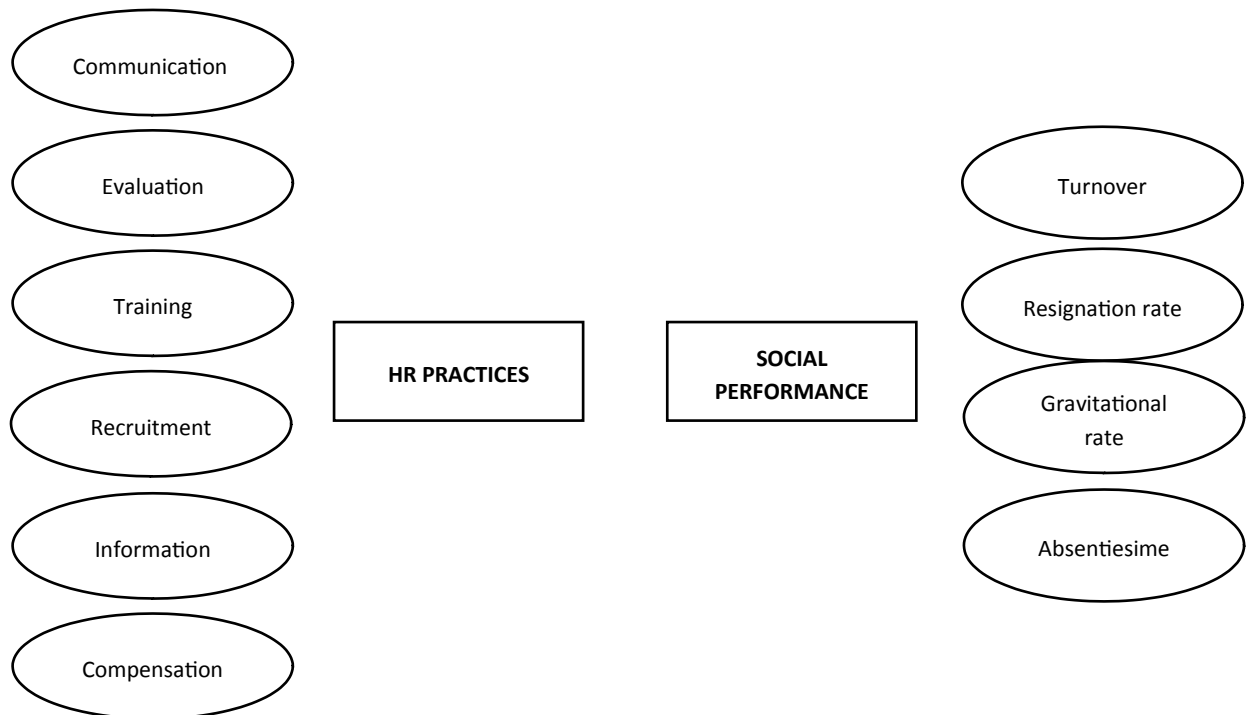 Communication
Evaluation
Training
Recruitment
Information
Compensation
HR PRACTICES
SOCIAL
PERFORMANCE
Turnover
Resignation rate
Gravitational
rate
Absentiesime